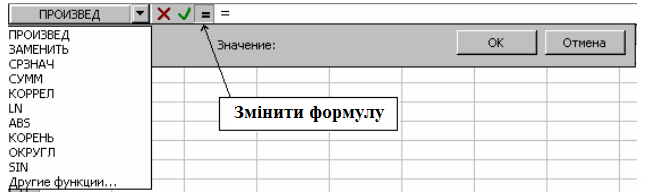 ПРОИЗВЕД = =
ПРОИЗВЕД
ЗАМЕНИТЬ
СРЗНАЧ
СУММ
КОРРЕЛ
LN
ABS
КОРЕНЬ
ОКРУГЛ
SIN
Другие функции...
Значение:
OK
Отмена
Змінити формулу